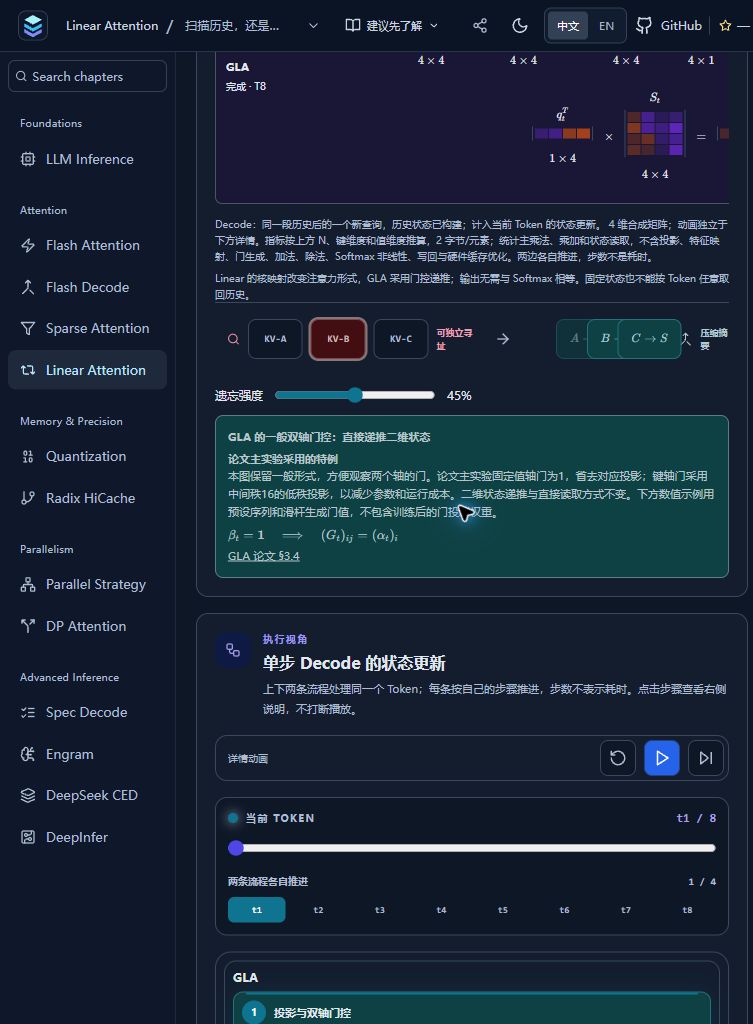 Linear Attention / 扫描历史，还是...
建议先了解
中文 EN
GitHub
Search chapters
Foundations
LLM Inference
Attention
Flash Attention
Flash Decode
Sparse Attention
Linear Attention
Memory & Precision
Quantization
Radix HiCache
Parallelism
Parallel Strategy
DP Attention
Advanced Inference
Spec Decode
Engram
DeepSeek CED
DeepInfer
GLA
完成 · T8
4 × 4 4 × 4 4 × 4 4 × 1
q_t^T × S_t =
1 × 4 4 × 4
Decode：同一段历史后的一个新查询，历史状态已构建；计入当前 Token 的状态更新。 4 维合成矩阵；动画独立于
下方详情。指标按上方 N、键维度和值维度推算，2 字节/元素；统计主乘法、乘加和状态读取，不含投影、特征映
射、门生成、加法、除法、Softmax 非线性、写回与硬件缓存优化。两边各自推进，步数不是耗时。
Linear 的核映射改变注意力形式，GLA 采用门控递推；输出无需与 Softmax 相等。固定状态也不能按 Token 任意取
回历史。
KV-A KV-B KV-C 可独立寻
址
A B C → S 压缩摘
要
遗忘强度 45%
GLA 的一般双轴门控：直接递推二维状态
论文主实验采用的特例
本图保留一般形式，方便观察两个轴的门。论文主实验固定值轴门为1，省去对应投影；键轴门采用
中间秩16的低秩投影，以减少参数和运行成本。二维状态递推与直接读取方式不变。下方数值示例用
预设序列和滑杆生成门值，不包含训练后的门投影权重。
β_t = 1 ⟹ (G_t)_{ij} = (α_t)_i
GLA 论文 §3.4
执行视角
单步 Decode 的状态更新
上下两条流程处理同一个 Token；每条按自己的步骤推进，步数不表示耗时。点击步骤查看右侧
说明，不打断播放。
详情动画
当前 TOKEN t1 / 8
两条流程各自推进 1 / 4
t1 t2 t3 t4 t5 t6 t7 t8
GLA
1 投影与双轴门控